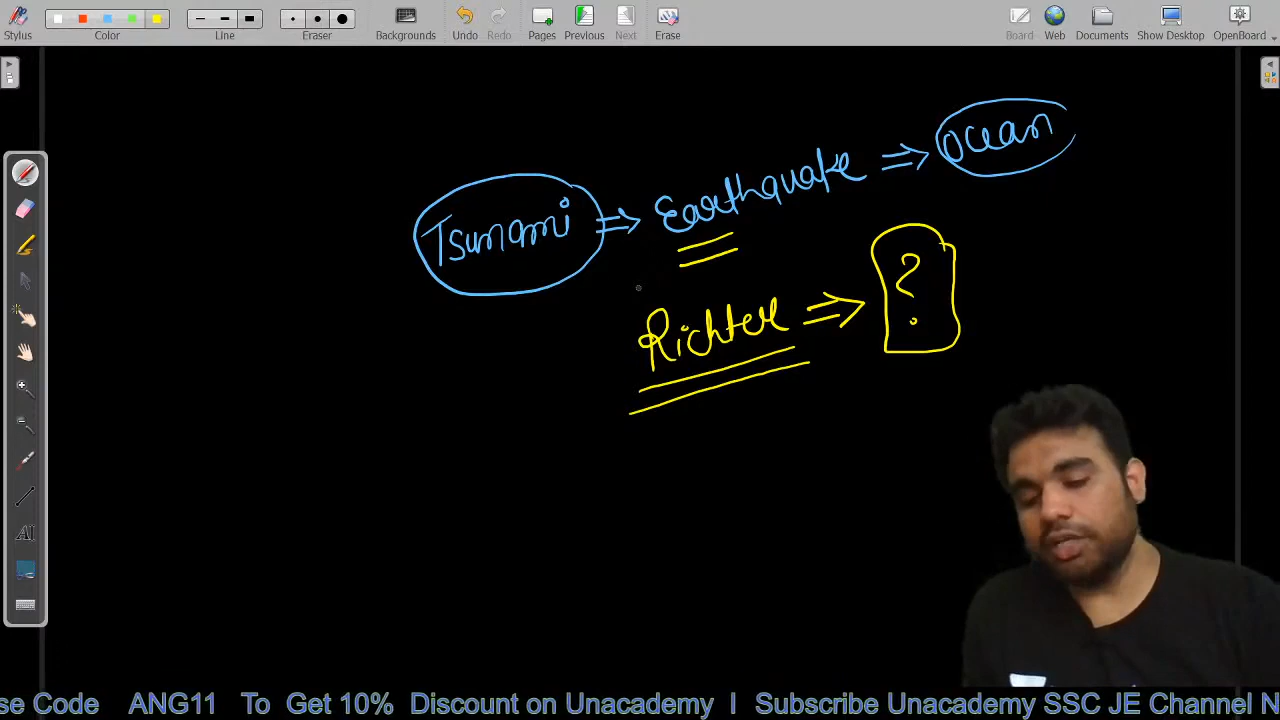 Stylus
Color
Line
Eraser
Backgrounds
Undo
Redo
Pages
Previous
Next
Erase
Board
Web
Documents
Show Desktop
OpenBoard
Tsunami ⇒ Earthquake ⇒ Ocean
Richter ⇒ ?
AI
se Code ANG11 To Get 10% Discount on Unacademy I Subscribe Unacademy SSC JE Channel N